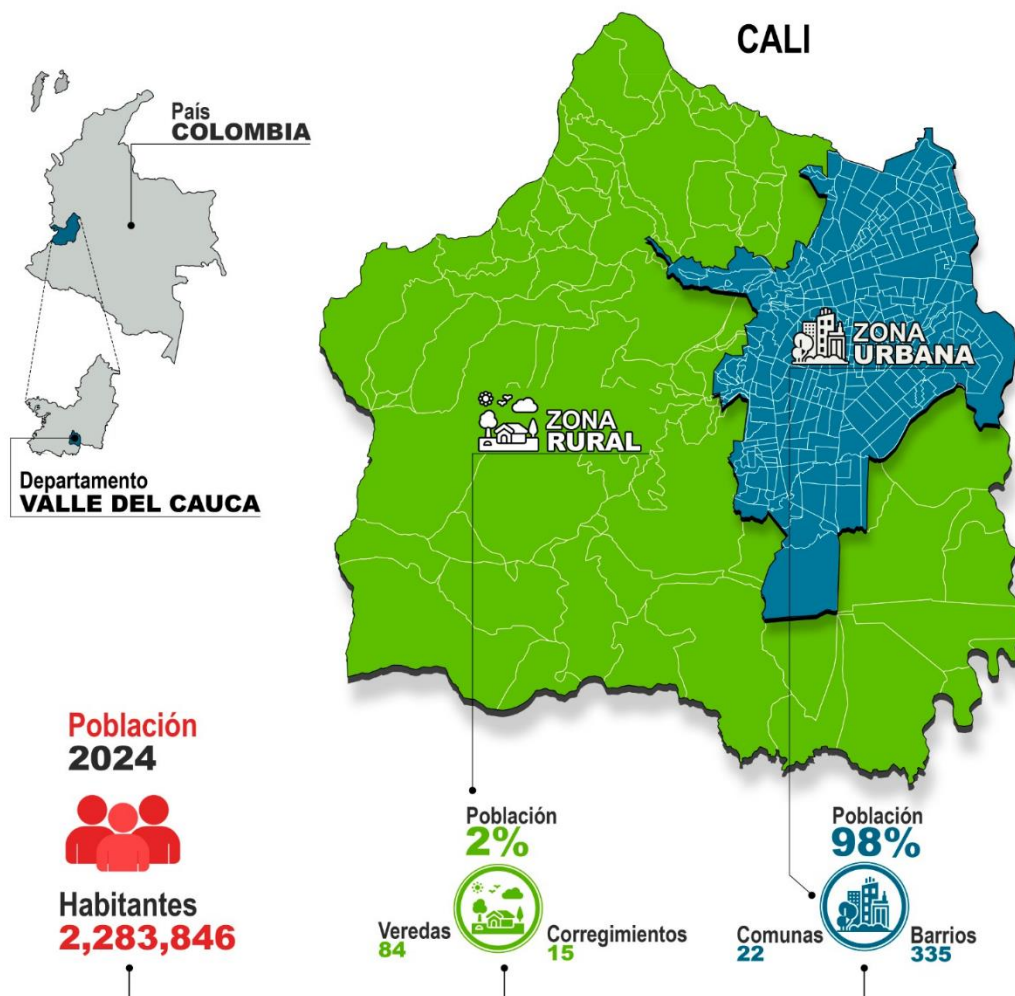 CALI
País
COLOMBIA
ZONA
URBANA
ZONA
RURAL
Departamento
VALLE DEL CAUCA
Población
2024
Habitantes
2,283,846
Población
2%
Veredas
84
Corregimientos
15
Población
98%
Comunas
22
Barrios
335